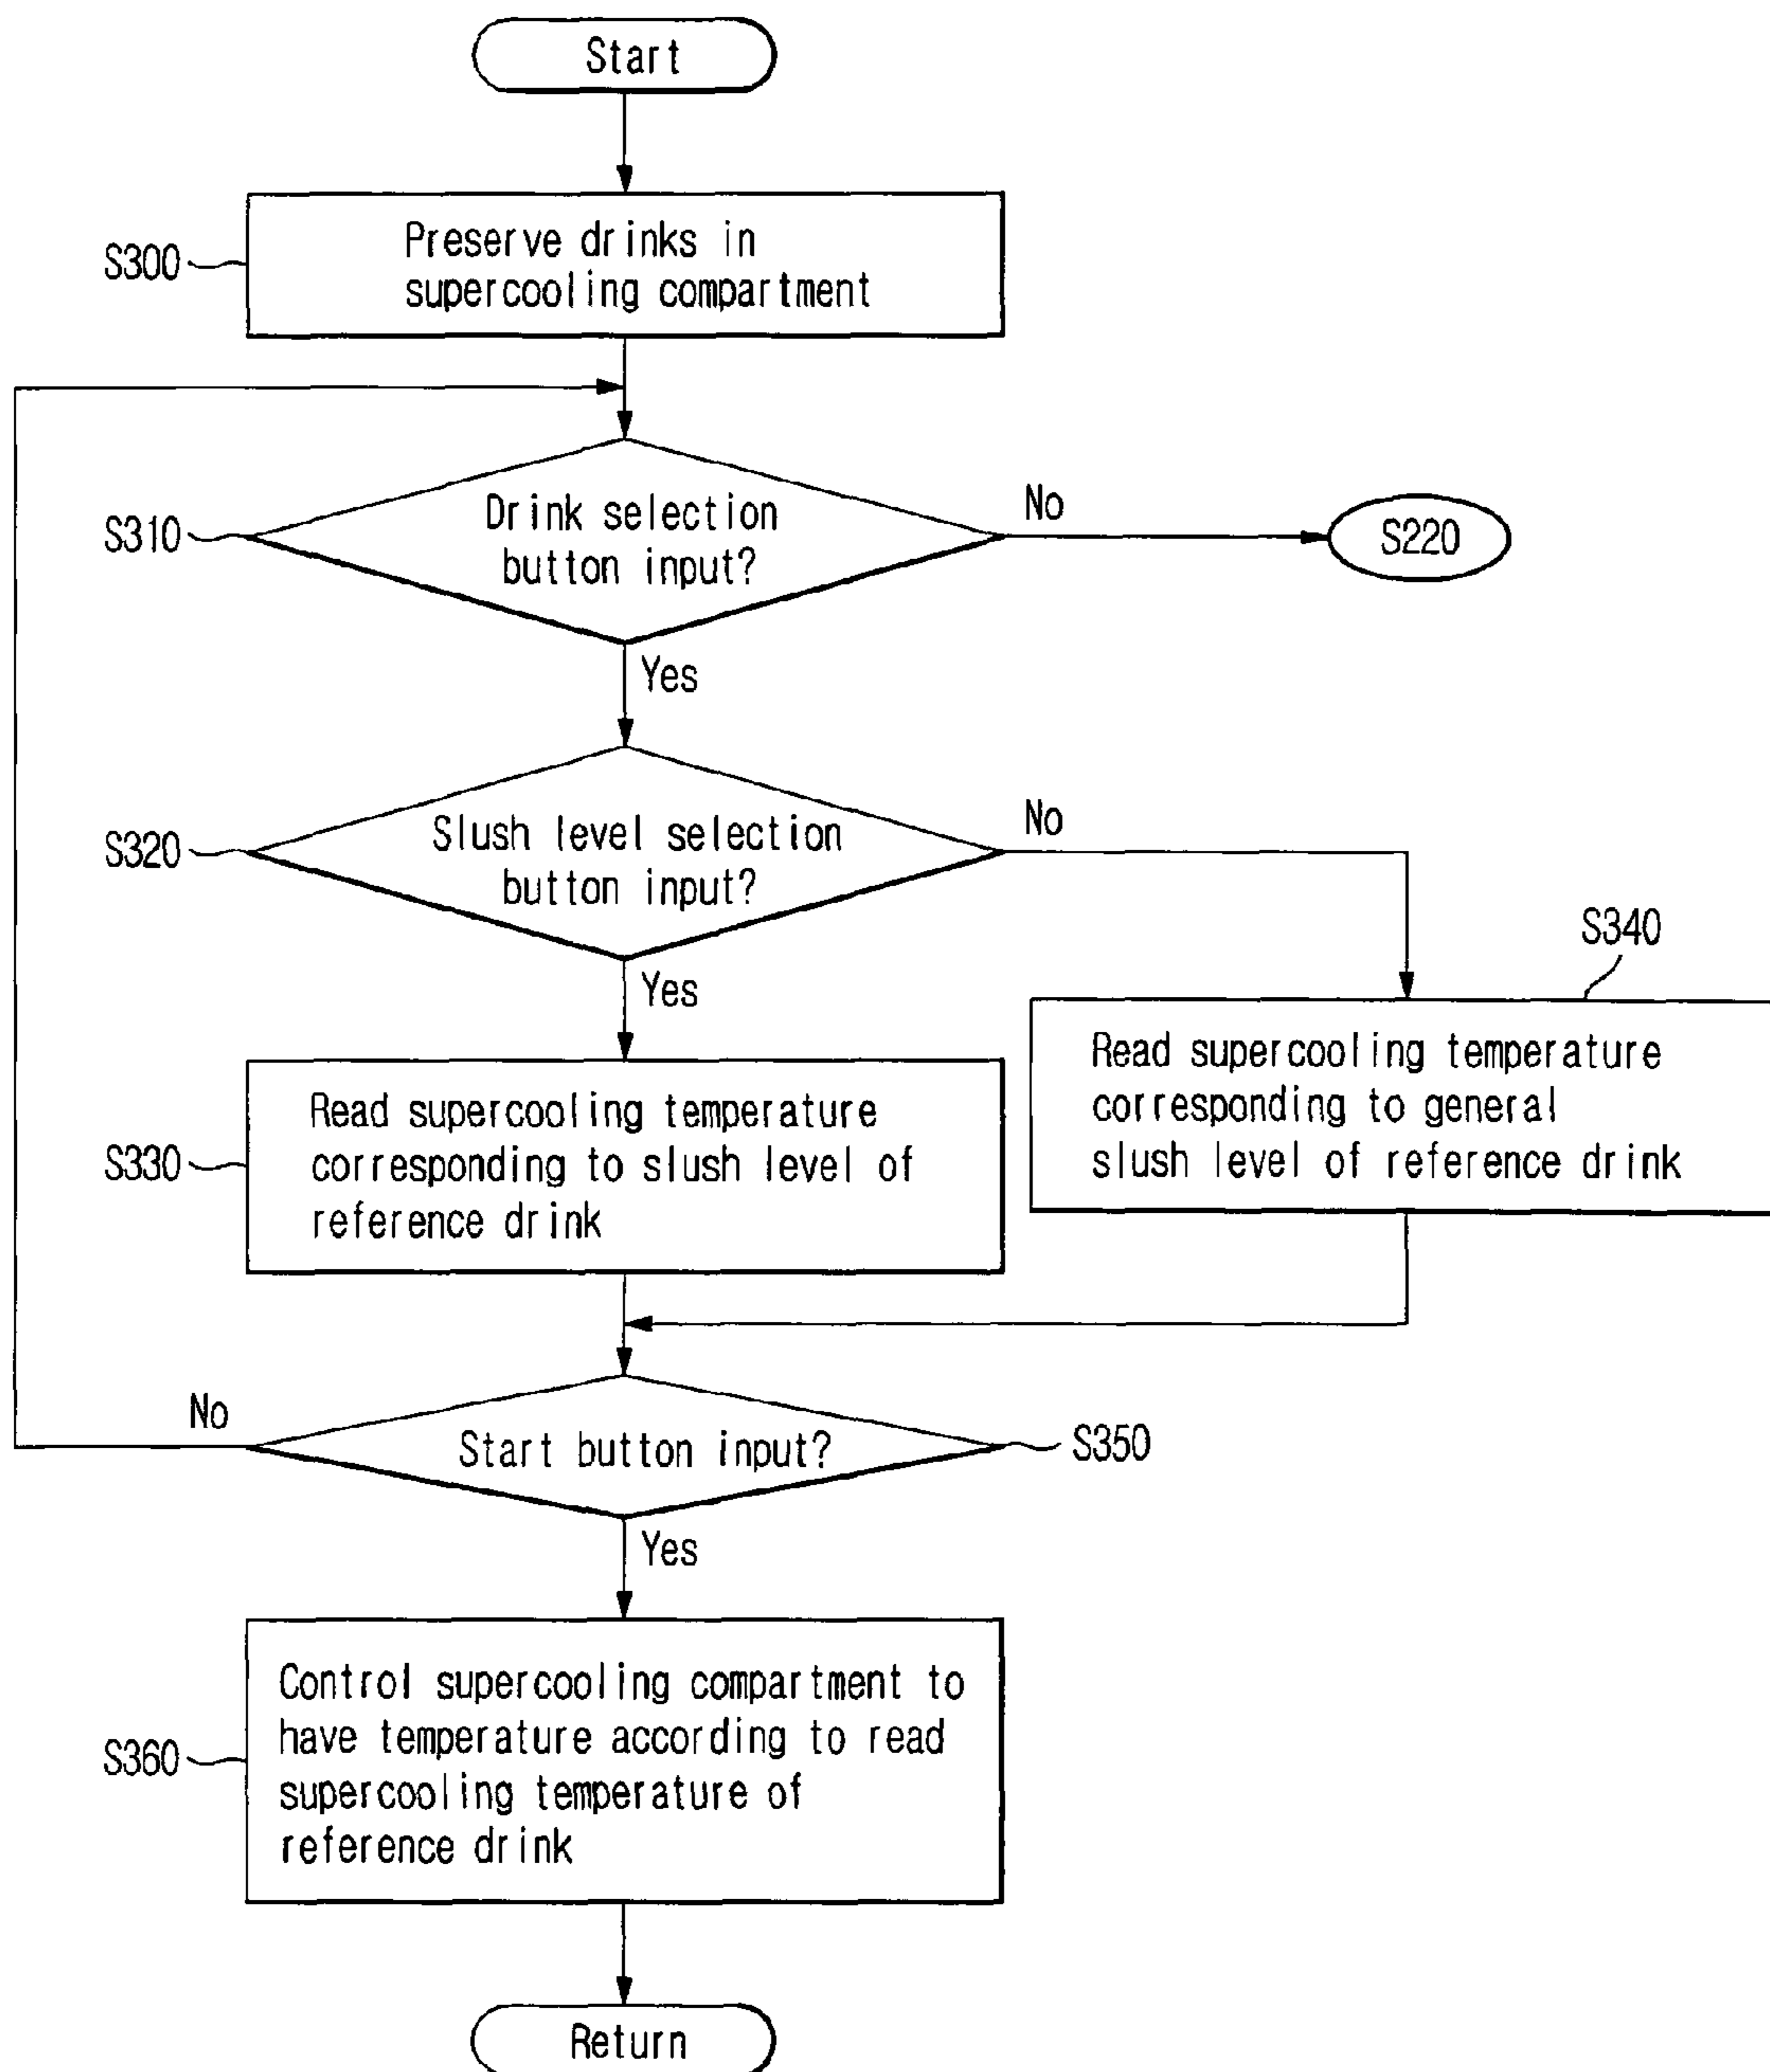 Start
S300
Preserve drinks in
supercooling compartment
S310
Drink selection
button input?
No
S220
Yes
S320
Slush level selection
button input?
No
Yes
S340
Read supercooling temperature
corresponding to general
slush level of reference drink
S330
Read supercooling temperature
corresponding to slush level of
reference drink
No
Start button input?
S350
Yes
S360
Control supercooling compartment to
have temperature according to read
supercooling temperature of
reference drink
Return